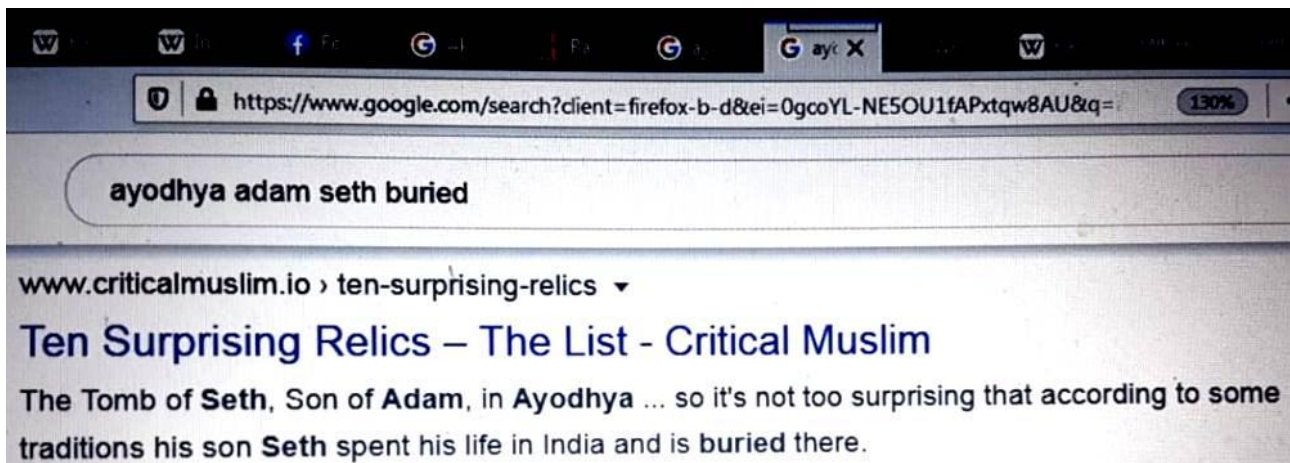 ayc
https://www.google.com/search?client=firefox-b-d&ei=0gcoYL-NE5OU1fAPxtqw8AU&q=
130%
ayodhya adam seth buried
www.criticalmuslim.io › ten-surprising-relics
Ten Surprising Relics – The List - Critical Muslim
The Tomb of Seth, Son of Adam, in Ayodhya ... so it's not too surprising that according to some
traditions his son Seth spent his life in India and is buried there.